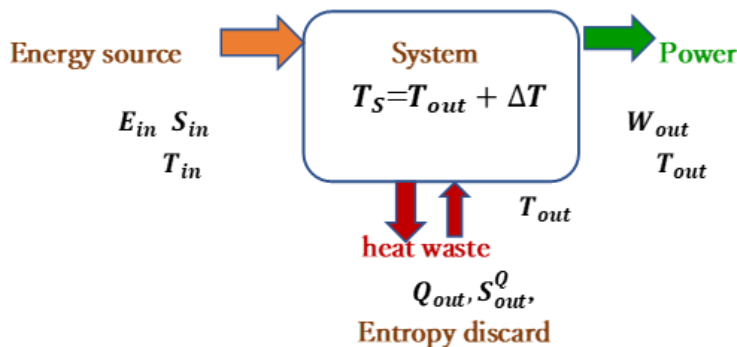 Energy source
System
Power
T_S=T_out + ΔT
E_in S_in
W_out
T_in
T_out
T_out
heat waste
Q_out, S^Q_out,
Entropy discard